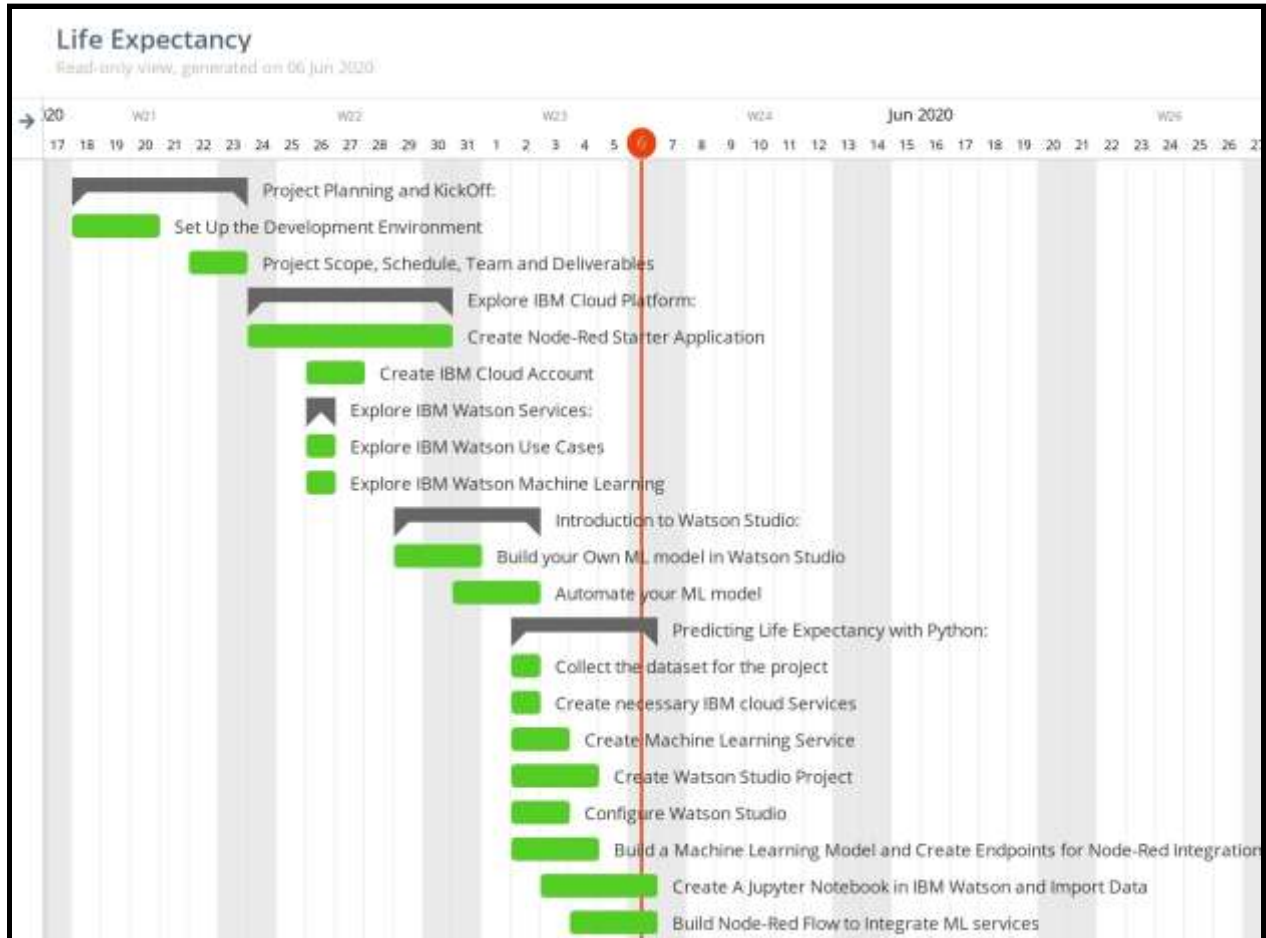 Life Expectancy
Read-only view, generated on 06 Jun 2020
020 W21 W22 W23 W24 Jun 2020 W26
17 18 19 20 21 22 23 24 25 26 27 28 29 30 31 1 2 3 4 5 6 7 8 9 10 11 12 13 14 15 16 17 18 19 20 21 22 23 24 25 26 27
Project Planning and KickOff:
Set Up the Development Environment
Project Scope, Schedule, Team and Deliverables
Explore IBM Cloud Platform:
Create Node-Red Starter Application
Create IBM Cloud Account
Explore IBM Watson Services:
Explore IBM Watson Use Cases
Explore IBM Watson Machine Learning
Introduction to Watson Studio:
Build your Own ML model in Watson Studio
Automate your ML model
Predicting Life Expectancy with Python:
Collect the dataset for the project
Create necessary IBM cloud Services
Create Machine Learning Service
Create Watson Studio Project
Configure Watson Studio
Build a Machine Learning Model and Create Endpoints for Node-Red Integration
Create A Jupyter Notebook in IBM Watson and Import Data
Build Node-Red Flow to Integrate ML services